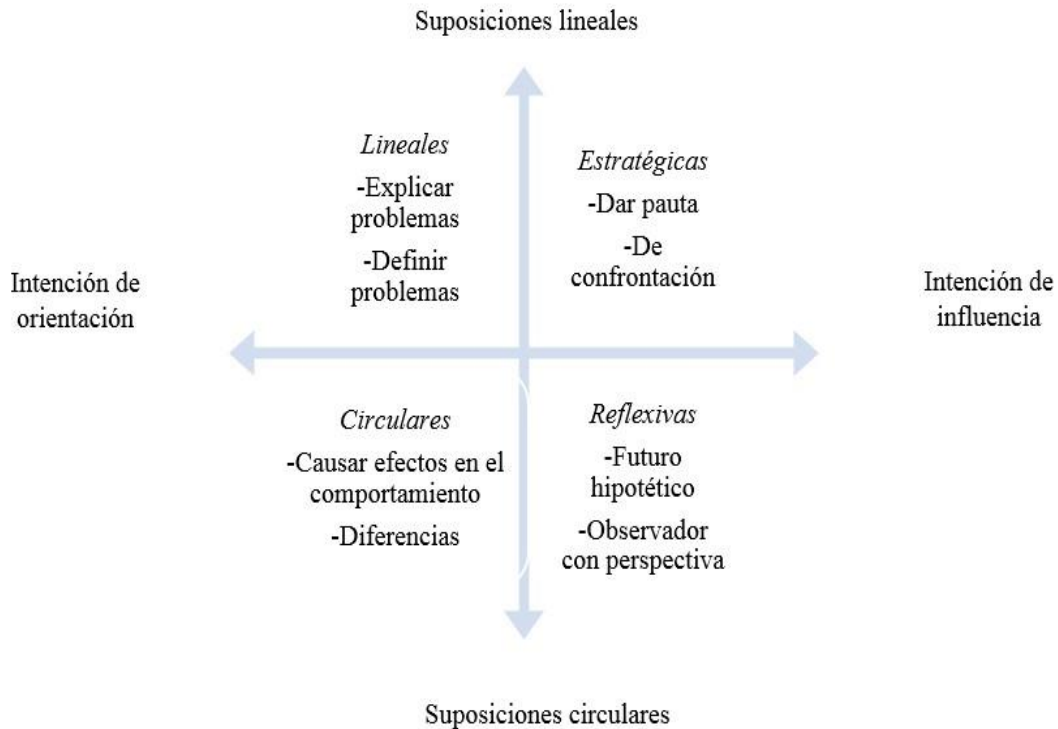 Suposiciones lineales
Lineales
-Explicar
problemas
-Definir
problemas
Estratégicas
-Dar pauta
-De
confrontación
Intención de
orientación
Intención de
influencia
Circulares
-Causar efectos en el
comportamiento
-Diferencias
Reflexivas
-Futuro
hipotético
-Observador
con perspectiva
Suposiciones circulares